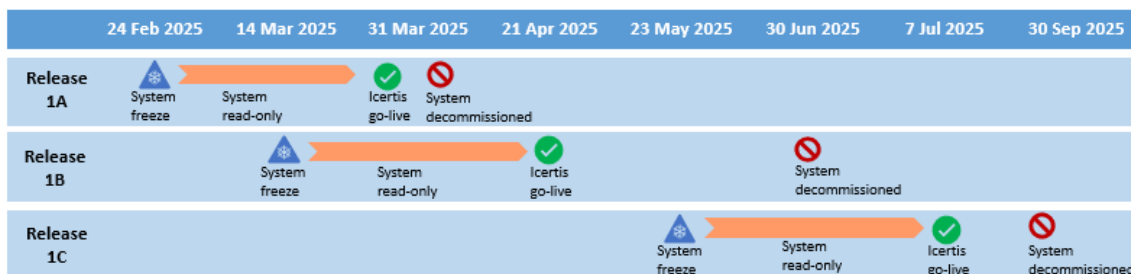 24 Feb 2025 14 Mar 2025 31 Mar 2025 21 Apr 2025 23 May 2025 30 Jun 2025 7 Jul 2025 30 Sep 2025
Release
1A
System
freeze
System
read-only
Icertis
go-live
System
decommissioned
Release
1B
System
freeze
System
read-only
Icertis
go-live
System
decommissioned
Release
1C
System
freeze
System
read-only
Icertis
go-live
System
decommissioned